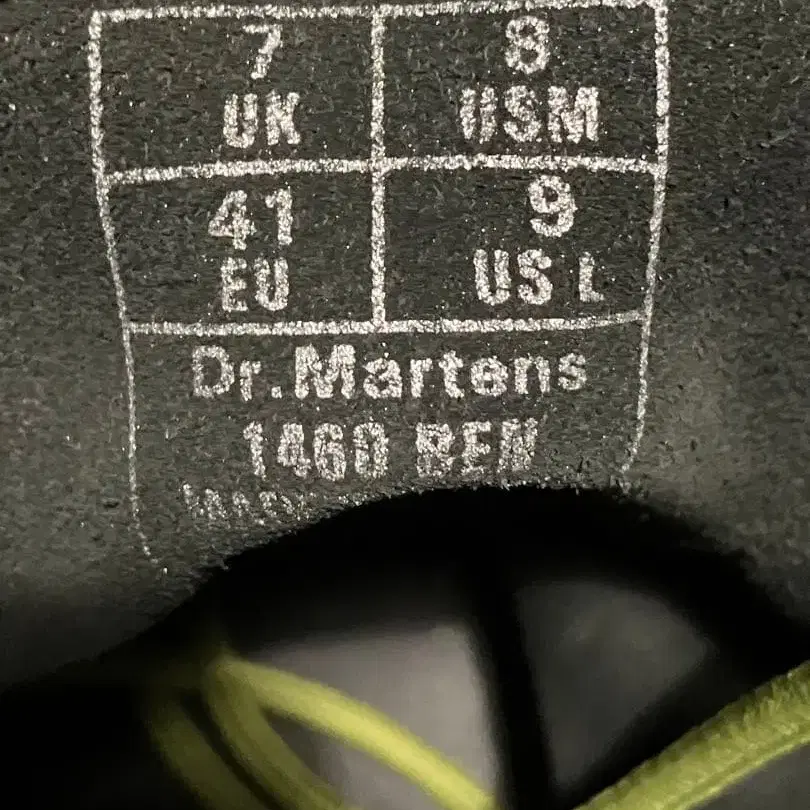 7 UK
8 USM
41 EU
9 US L
Dr.Martens
1460 BEN